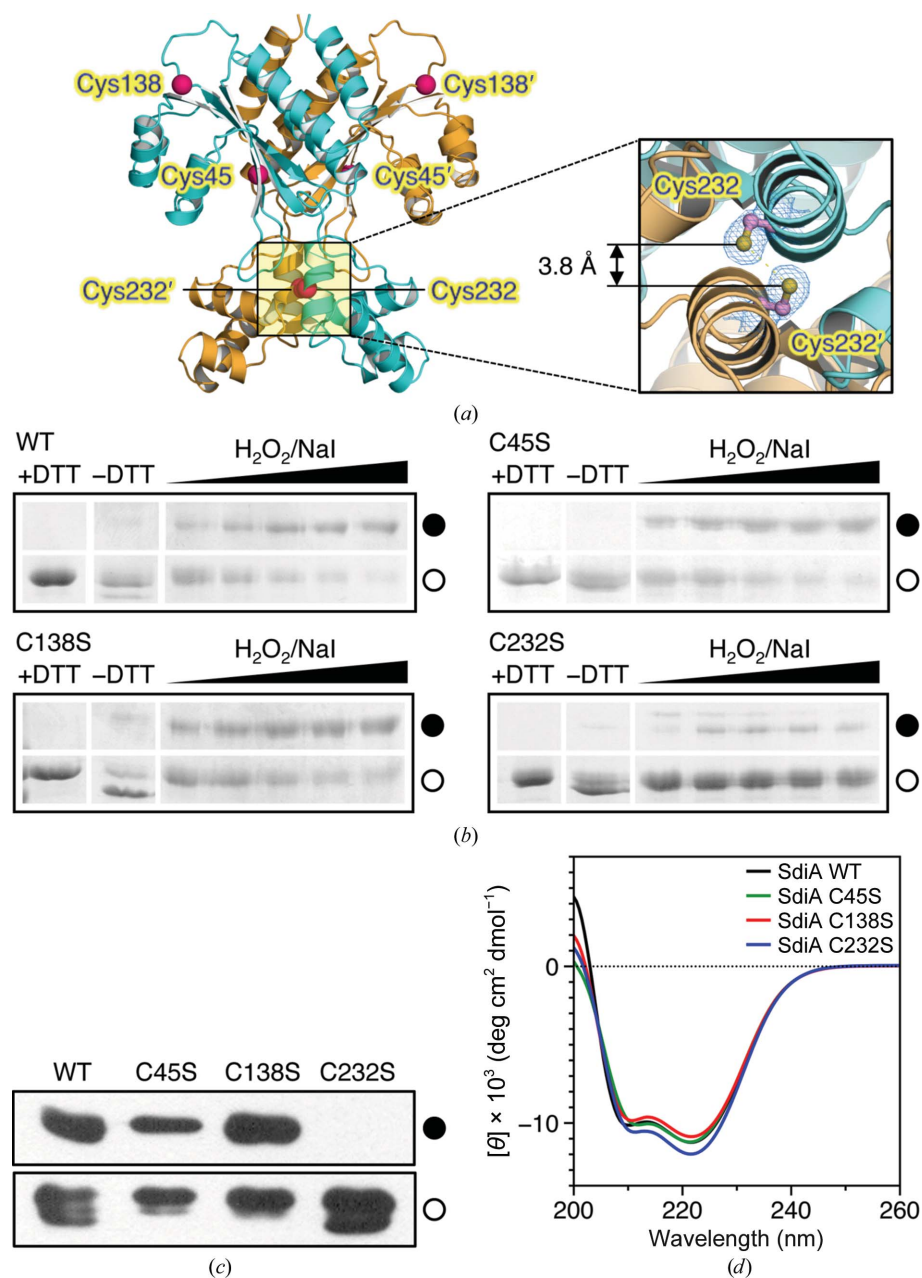 Cys138
Cys138′
Cys45
Cys45′
Cys232′
Cys232
Cys232
3.8 Å
Cys232′
(a)
WT
+DTT −DTT H₂O₂/NaI
C45S
+DTT −DTT H₂O₂/NaI
C138S
+DTT −DTT H₂O₂/NaI
C232S
+DTT −DTT H₂O₂/NaI
(b)
WT C45S C138S C232S
(c)
SdiA WT
SdiA C45S
SdiA C138S
SdiA C232S
0
−10
[θ] × 10³ (deg cm² dmol⁻¹)
200 220 240 260
Wavelength (nm)
(d)